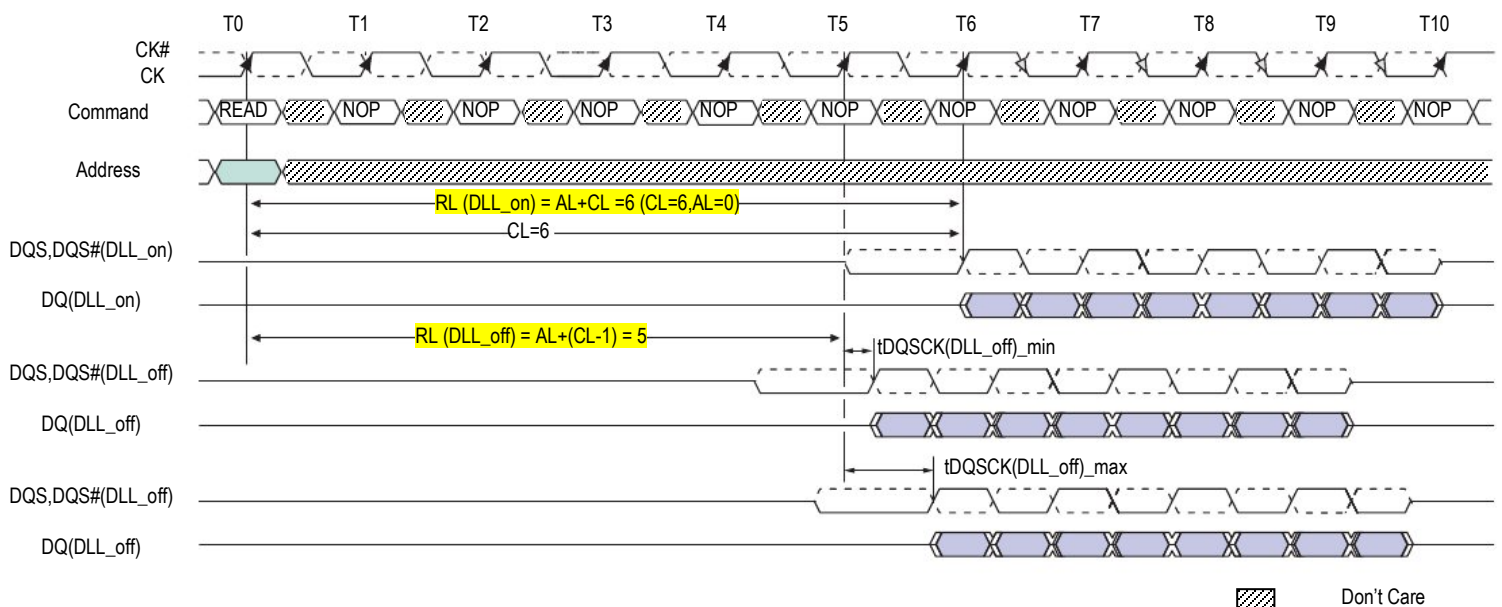 T0 T1 T2 T3 T4 T5 T6 T7 T8 T9 T10
CK#
CK
Command READ NOP NOP NOP NOP NOP NOP NOP NOP NOP NOP
Address
RL (DLL_on) = AL+CL =6 (CL=6,AL=0)
CL=6
DQS,DQS#(DLL_on)
DQ(DLL_on)
RL (DLL_off) = AL+(CL-1) = 5
tDQSCK(DLL_off)_min
DQS,DQS#(DLL_off)
DQ(DLL_off)
tDQSCK(DLL_off)_max
DQS,DQS#(DLL_off)
DQ(DLL_off)
Don't Care